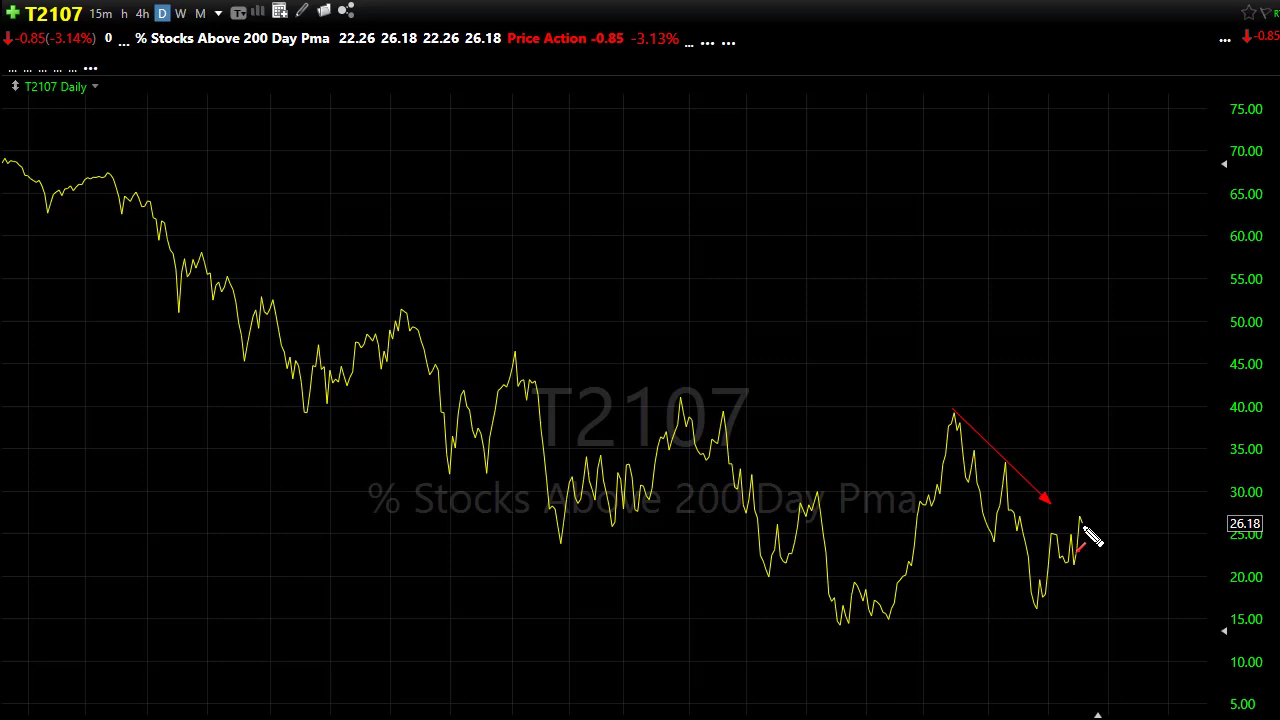 T2107 15m h 4h D W M T
-0.85(-3.14%) 0 ... % Stocks Above 200 Day Pma 22.26 26.18 22.26 26.18 Price Action -0.85 -3.13% ... ... ... ... -0.85
... ... ... ... ... ...
T2107 Daily
75.00
70.00
65.00
60.00
55.00
50.00
45.00
40.00
35.00
30.00
26.18
25.00
20.00
15.00
10.00
5.00
T2107
% Stocks Above 200 Day Pma